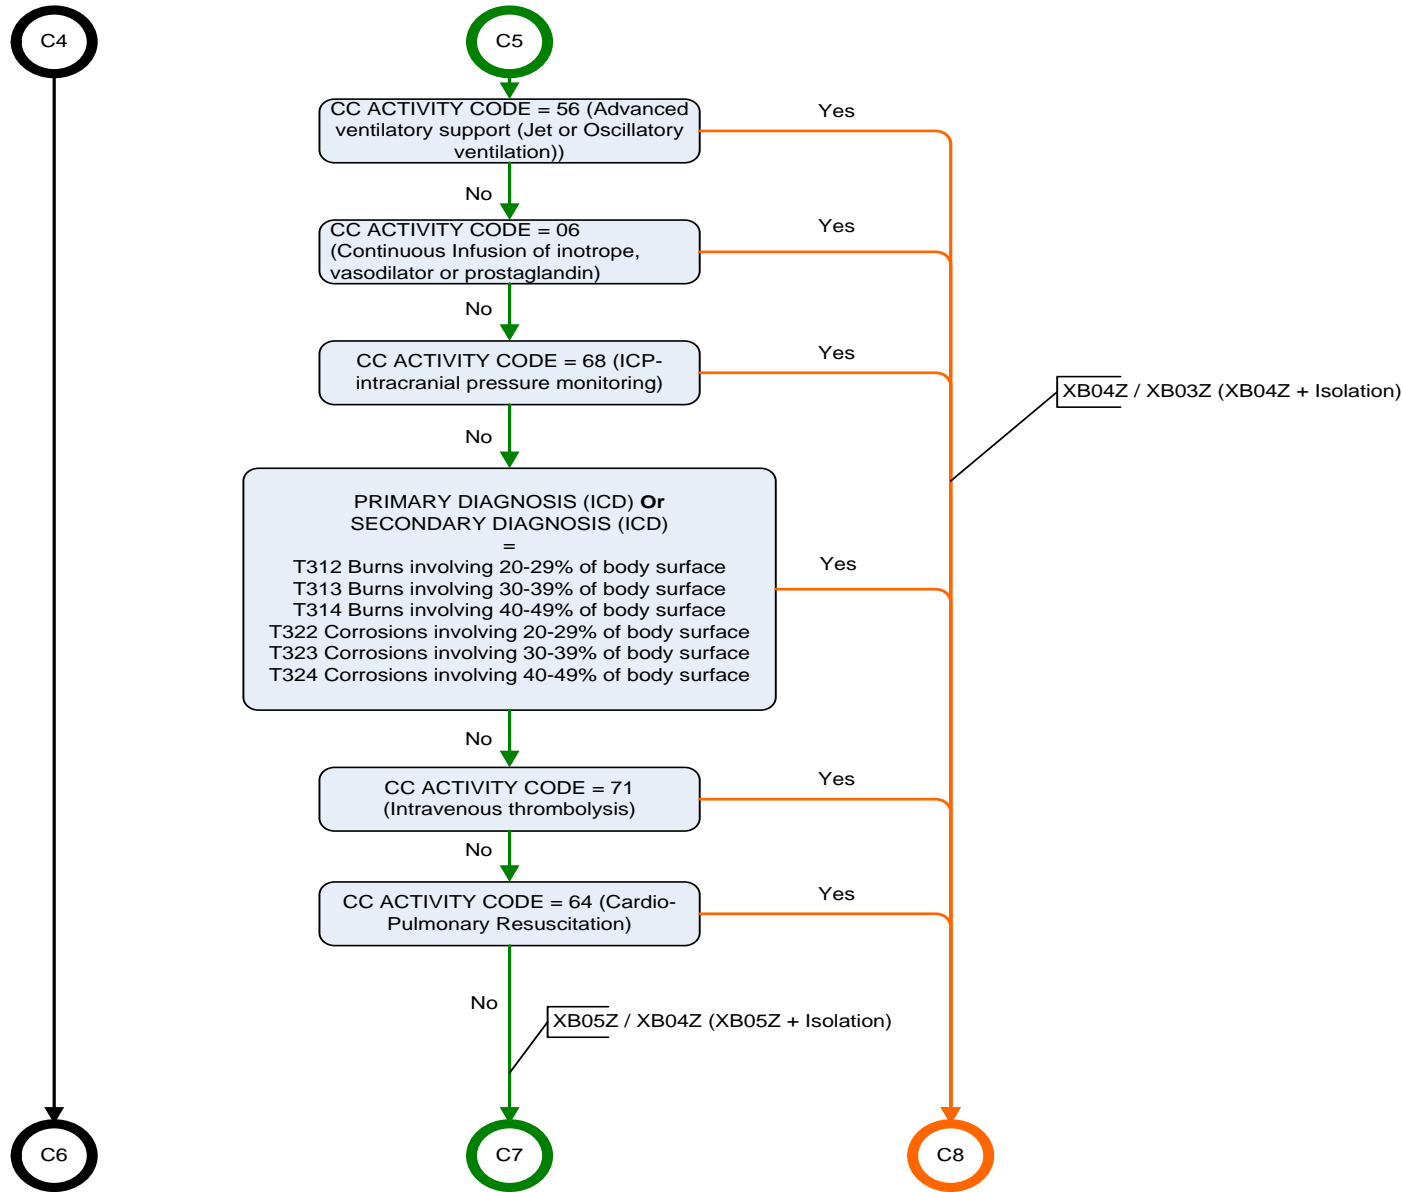 C4
C5
CC ACTIVITY CODE = 56 (Advanced
ventilatory support (Jet or Oscillatory
ventilation))
Yes
No
CC ACTIVITY CODE = 06
(Continuous Infusion of inotrope,
vasodilator or prostaglandin)
Yes
No
CC ACTIVITY CODE = 68 (ICP-
intracranial pressure monitoring)
Yes
XB04Z / XB03Z (XB04Z + Isolation)
No
PRIMARY DIAGNOSIS (ICD) Or
SECONDARY DIAGNOSIS (ICD)
=
T312 Burns involving 20-29% of body surface
T313 Burns involving 30-39% of body surface
T314 Burns involving 40-49% of body surface
T322 Corrosions involving 20-29% of body surface
T323 Corrosions involving 30-39% of body surface
T324 Corrosions involving 40-49% of body surface
Yes
No
CC ACTIVITY CODE = 71
(Intravenous thrombolysis)
Yes
No
CC ACTIVITY CODE = 64 (Cardio-
Pulmonary Resuscitation)
Yes
No
XB05Z / XB04Z (XB05Z + Isolation)
C6
C7
C8